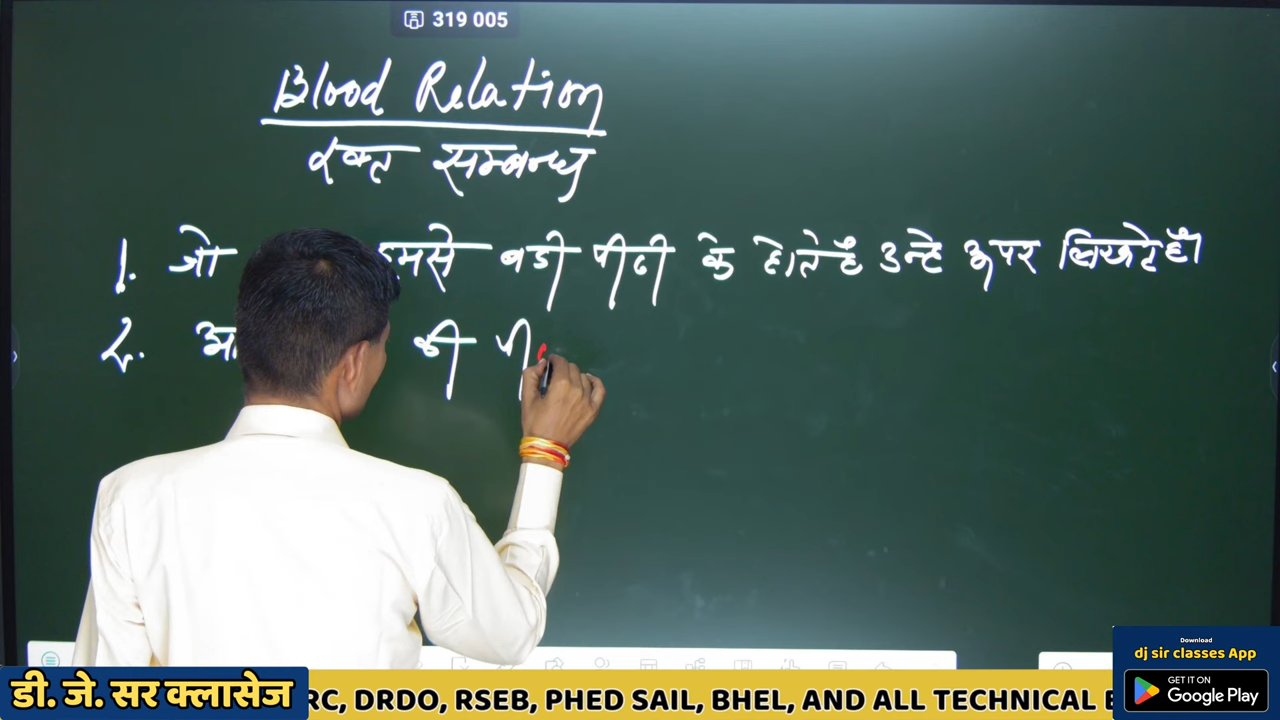 319 005
Blood Relation
रक्त सम्बन्ध
1. जो हमसे बडी पीढी के होते हैं उन्हे ऊपर लिखते हैं।
2. की पी
डी. जे. सर क्लासेज
RC, DRDO, RSEB, PHED SAIL, BHEL, AND ALL TECHNICAL
Download
dj sir classes App
GET IT ON
Google Play